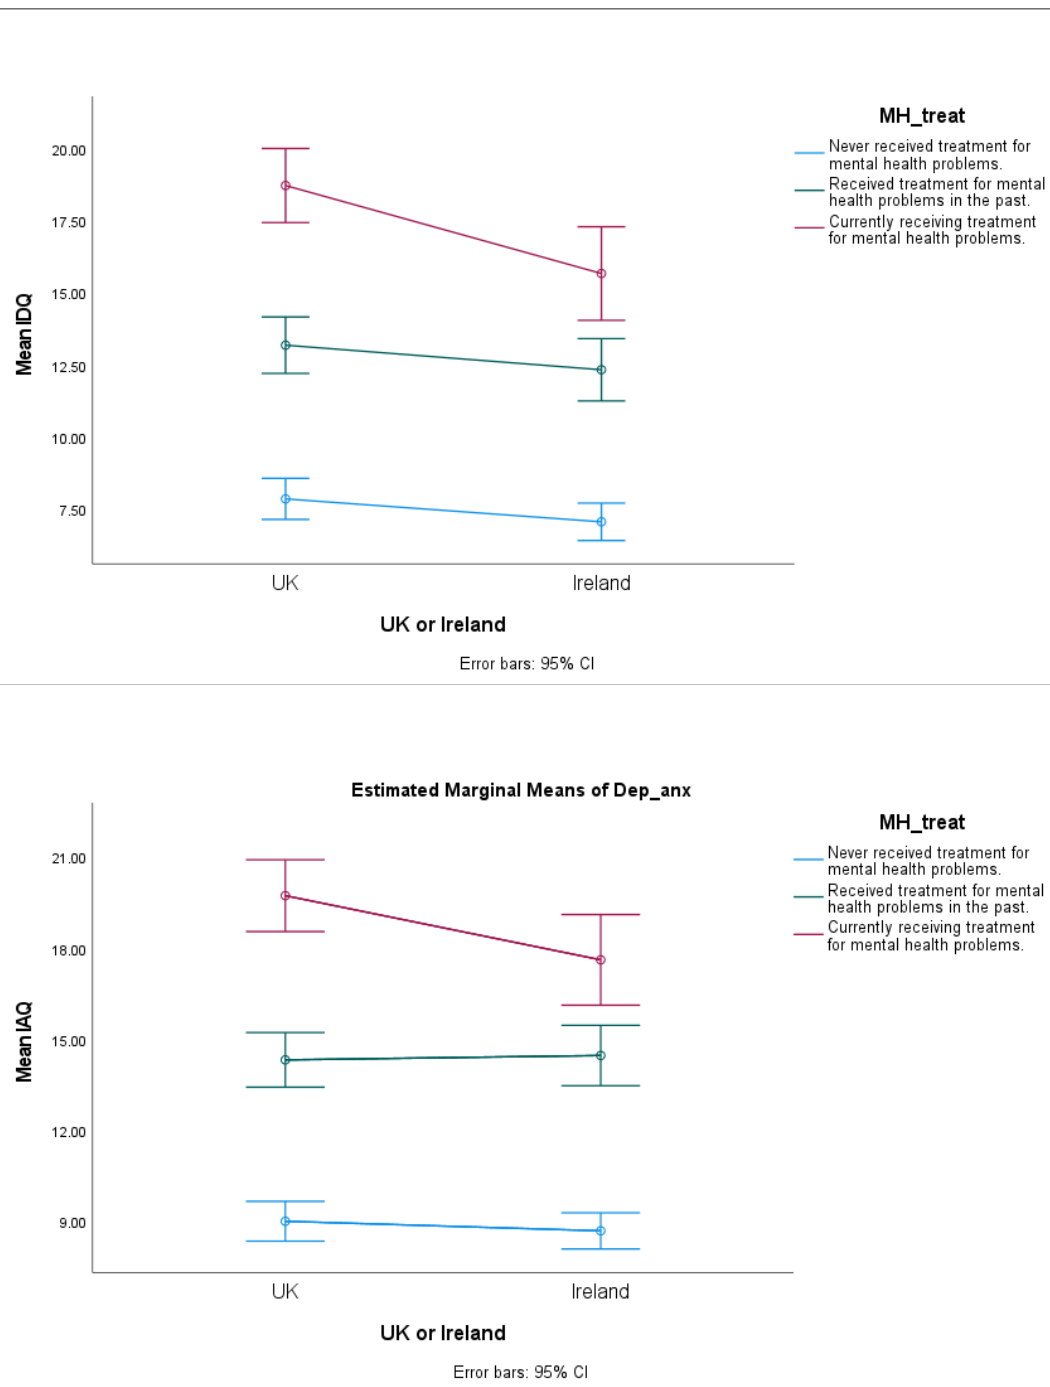 MH_treat
Never received treatment for
mental health problems.
Received treatment for mental
health problems in the past.
Currently receiving treatment
for mental health problems.
Mean IDQ
20.00
17.50
15.00
12.50
10.00
7.50
UK
Ireland
UK or Ireland
Error bars: 95% CI
Estimated Marginal Means of Dep_anx
MH_treat
Never received treatment for
mental health problems.
Received treatment for mental
health problems in the past.
Currently receiving treatment
for mental health problems.
Mean IAQ
21.00
18.00
15.00
12.00
9.00
UK
Ireland
UK or Ireland
Error bars: 95% CI